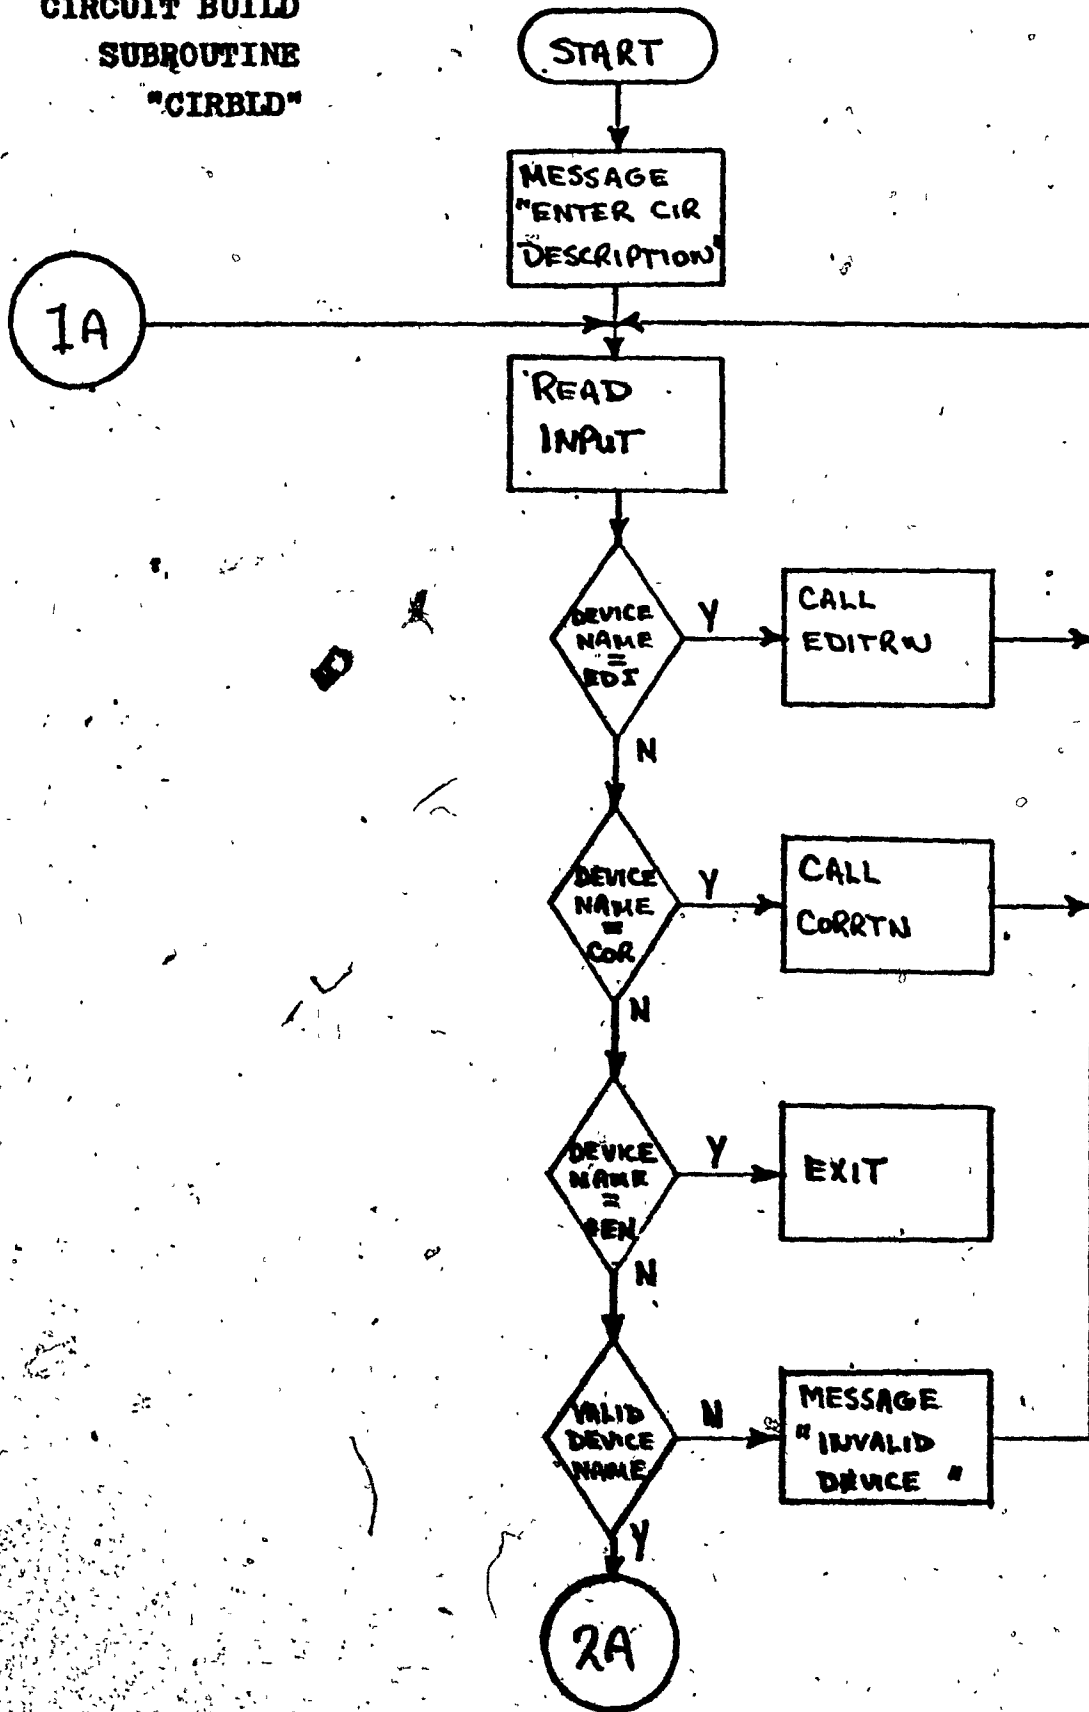 CIRCUIT BUILD
SUBROUTINE
"CIRBLD"
START
MESSAGE
"ENTER CIR
DESCRIPTION"
1A
READ
INPUT
DEVICE
NAME
=
EDI
Y
CALL
EDITRN
N
DEVICE
NAME
=
COR
Y
CALL
CORRTN
N
DEVICE
NAME
=
Y
EXIT
N
VALID
DEVICE
NAME
N
MESSAGE
"INVALID
DEVICE "
Y
2A